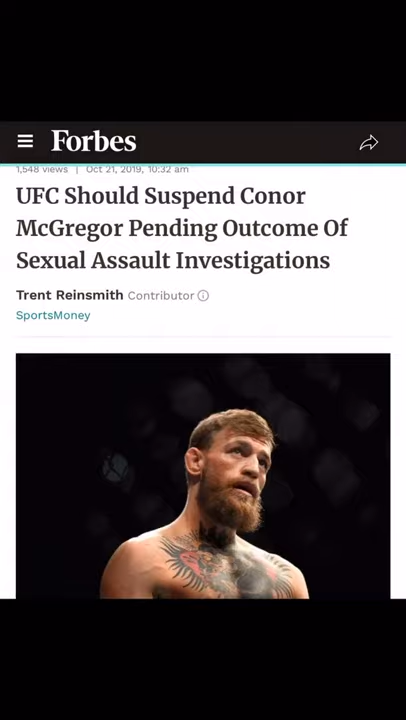 Forbes
1,548 views | Oct 21, 2019, 10:32 am
UFC Should Suspend Conor
McGregor Pending Outcome Of
Sexual Assault Investigations
Trent Reinsmith Contributor
SportsMoney